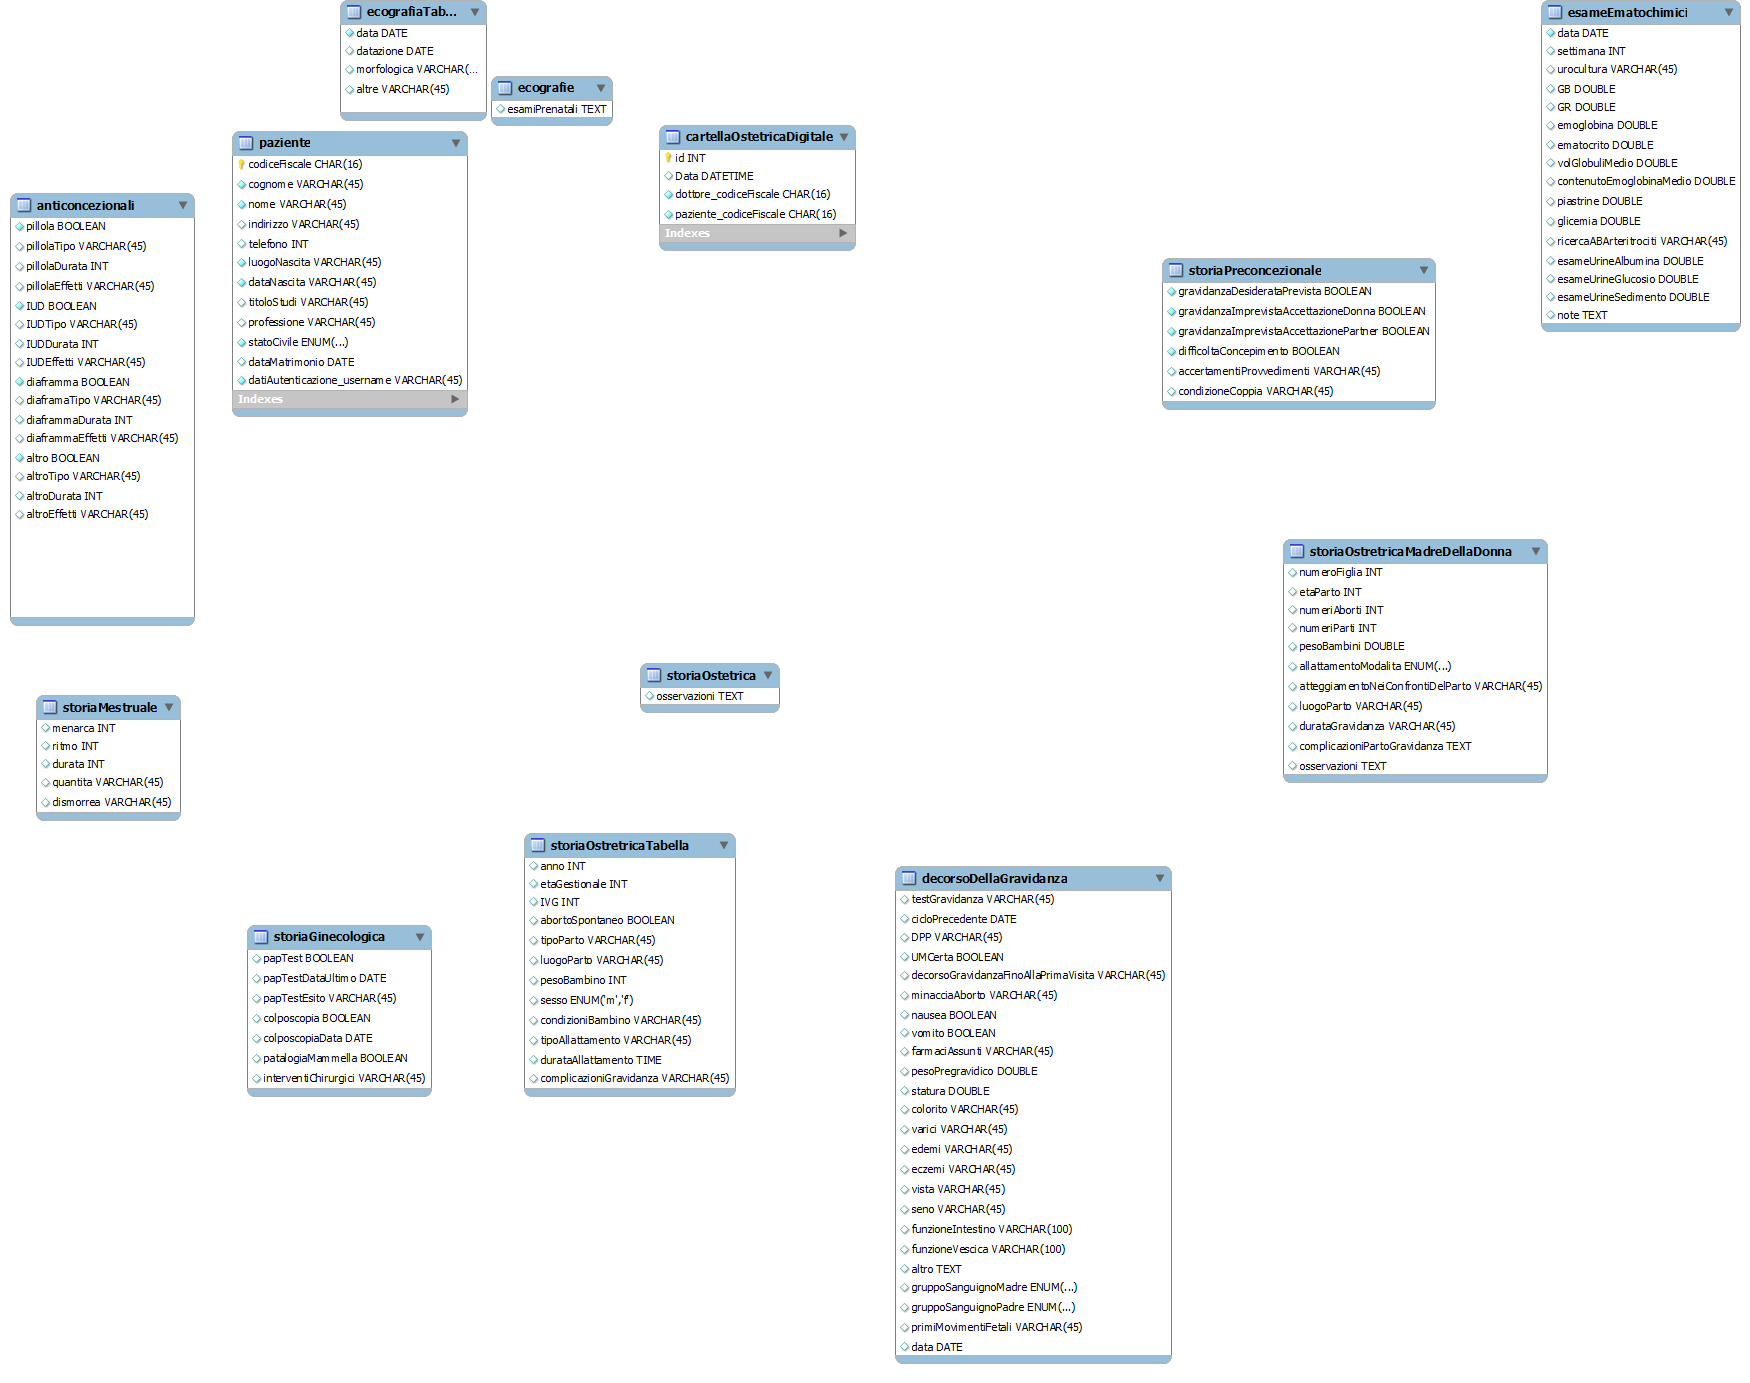 ecografiaTab...
data DATE
datazione DATE
morfologica VARCHAR(...
altre VARCHAR(45)
ecografie
esamiPrenatali TEXT
paziente
codiceFiscale CHAR(16)
cognome VARCHAR(45)
nome VARCHAR(45)
indirizzo VARCHAR(45)
telefono INT
luogoNascita VARCHAR(45)
dataNascita VARCHAR(45)
titoloStudi VARCHAR(45)
professione VARCHAR(45)
statoCivile ENUM(...)
dataMatrimonio DATE
datiAutenticazione_username VARCHAR(45)
Indexes
cartellaOstetricaDigitale
id INT
Data DATETIME
dottore_codiceFiscale CHAR(16)
paziente_codiceFiscale CHAR(16)
Indexes
esameEmatochimici
data DATE
settimana INT
urocultura VARCHAR(45)
GB DOUBLE
GR DOUBLE
emoglobina DOUBLE
ematocrito DOUBLE
volGlobuliMedio DOUBLE
contenutoEmoglobinaMedio DOUBLE
piastrine DOUBLE
glicemia DOUBLE
ricercaABArteritrociti VARCHAR(45)
esameUrineAlbumina DOUBLE
esameUrineGlucosio DOUBLE
esameUrineSedimento DOUBLE
note TEXT
anticoncezionali
pillola BOOLEAN
pillolaTipo VARCHAR(45)
pillolaDurata INT
pillolaEffetti VARCHAR(45)
IUD BOOLEAN
IUDTipo VARCHAR(45)
IUDDurata INT
IUDEffetti VARCHAR(45)
diaframma BOOLEAN
diaframaTipo VARCHAR(45)
diaframmaDurata INT
diaframmaEffetti VARCHAR(45)
altro BOOLEAN
altroTipo VARCHAR(45)
altroDurata INT
altroEffetti VARCHAR(45)
storiaPreconcezionale
gravidanzaDesiderataPrevista BOOLEAN
gravidanzaImprevistaAccettazioneDonna BOOLEAN
gravidanzaImprevistaAccettazionePartner BOOLEAN
difficoltaConcepimento BOOLEAN
accertamentiProvvedimenti VARCHAR(45)
condizioneCoppia VARCHAR(45)
storiaOstretricaMadreDellaDonna
numeroFiglia INT
etaParto INT
numeriAborti INT
numeriParti INT
pesoBambini DOUBLE
allattamentoModalita ENUM(...)
atteggiamentoNeiConfrontiDelParto VARCHAR(45)
luogoParto VARCHAR(45)
durataGravidanza VARCHAR(45)
complicazioniPartoGravidanza TEXT
osservazioni TEXT
storiaOstetrica
osservazioni TEXT
storiaMestruale
menarca INT
ritmo INT
durata INT
quantita VARCHAR(45)
dismorrea VARCHAR(45)
storiaOstretricaTabella
anno INT
etaGestionale INT
IVG INT
abortoSpontaneo BOOLEAN
tipoParto VARCHAR(45)
luogoParto VARCHAR(45)
pesoBambino INT
sesso ENUM('m','f')
condizioniBambino VARCHAR(45)
tipoAllattamento VARCHAR(45)
durataAllattamento TIME
complicazioniGravidanza VARCHAR(45)
storiaGinecologica
papTest BOOLEAN
papTestDataUltimo DATE
papTestEsito VARCHAR(45)
colposcopia BOOLEAN
colposcopiaData DATE
patalogiaMammella BOOLEAN
interventiChirurgici VARCHAR(45)
decorsoDellaGravidanza
testGravidanza VARCHAR(45)
cicloPrecedente DATE
DPP VARCHAR(45)
UMCerta BOOLEAN
decorsoGravidanzaFinoAllaPrimaVisita VARCHAR(45)
minacciaAborto VARCHAR(45)
nausea BOOLEAN
vomito BOOLEAN
farmaciAssunti VARCHAR(45)
pesoPregravidico DOUBLE
statura DOUBLE
colorito VARCHAR(45)
varici VARCHAR(45)
edemi VARCHAR(45)
eczemi VARCHAR(45)
vista VARCHAR(45)
seno VARCHAR(45)
funzioneIntestino VARCHAR(100)
funzioneVescica VARCHAR(100)
altro TEXT
gruppoSanguignoMadre ENUM(...)
gruppoSanguignoPadre ENUM(...)
primiMovimentiFetali VARCHAR(45)
data DATE